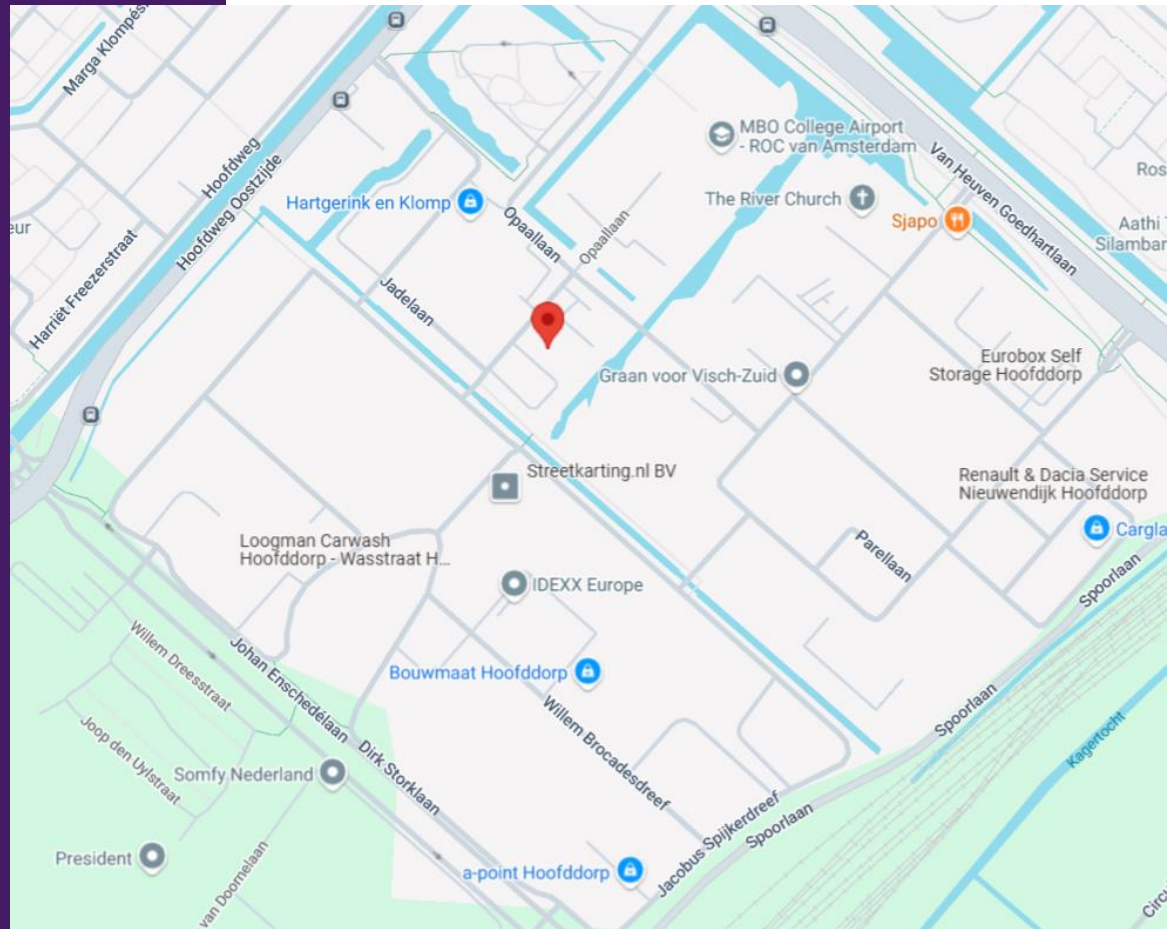 Marga Klompés
Hoofdweg
Hoofdweg Oostzijde
MBO College Airport
- ROC van Amsterdam
Van Heuven Goedhartlaan
Ros
Hartgerink en Klomp
Opaallaan
Opaallaan
The River Church
Sjapo
Aathi
Silambar
eur
Harriët Freezerstraat
Jadelaan
Graan voor Visch-Zuid
Eurobox Self
Storage Hoofddorp
Streetkarting.nl BV
Renault & Dacia Service
Nieuwendijk Hoofddorp
Cargla
Loogman Carwash
Hoofddorp - Wasstraat H...
Parellaan
Spoorlaan
IDEXX Europe
Willem Dreesstraat
Johan Enschedélaan
Bouwmaat Hoofddorp
Willem Brocadesdreef
Spoorlaan
Kagertocht
Joop den Uylstraat
Somfy Nederland
Dirk Storklaan
Jacobus Spijkerdreef
Spoorlaan
President
van Doornelaan
a-point Hoofddorp
Circu